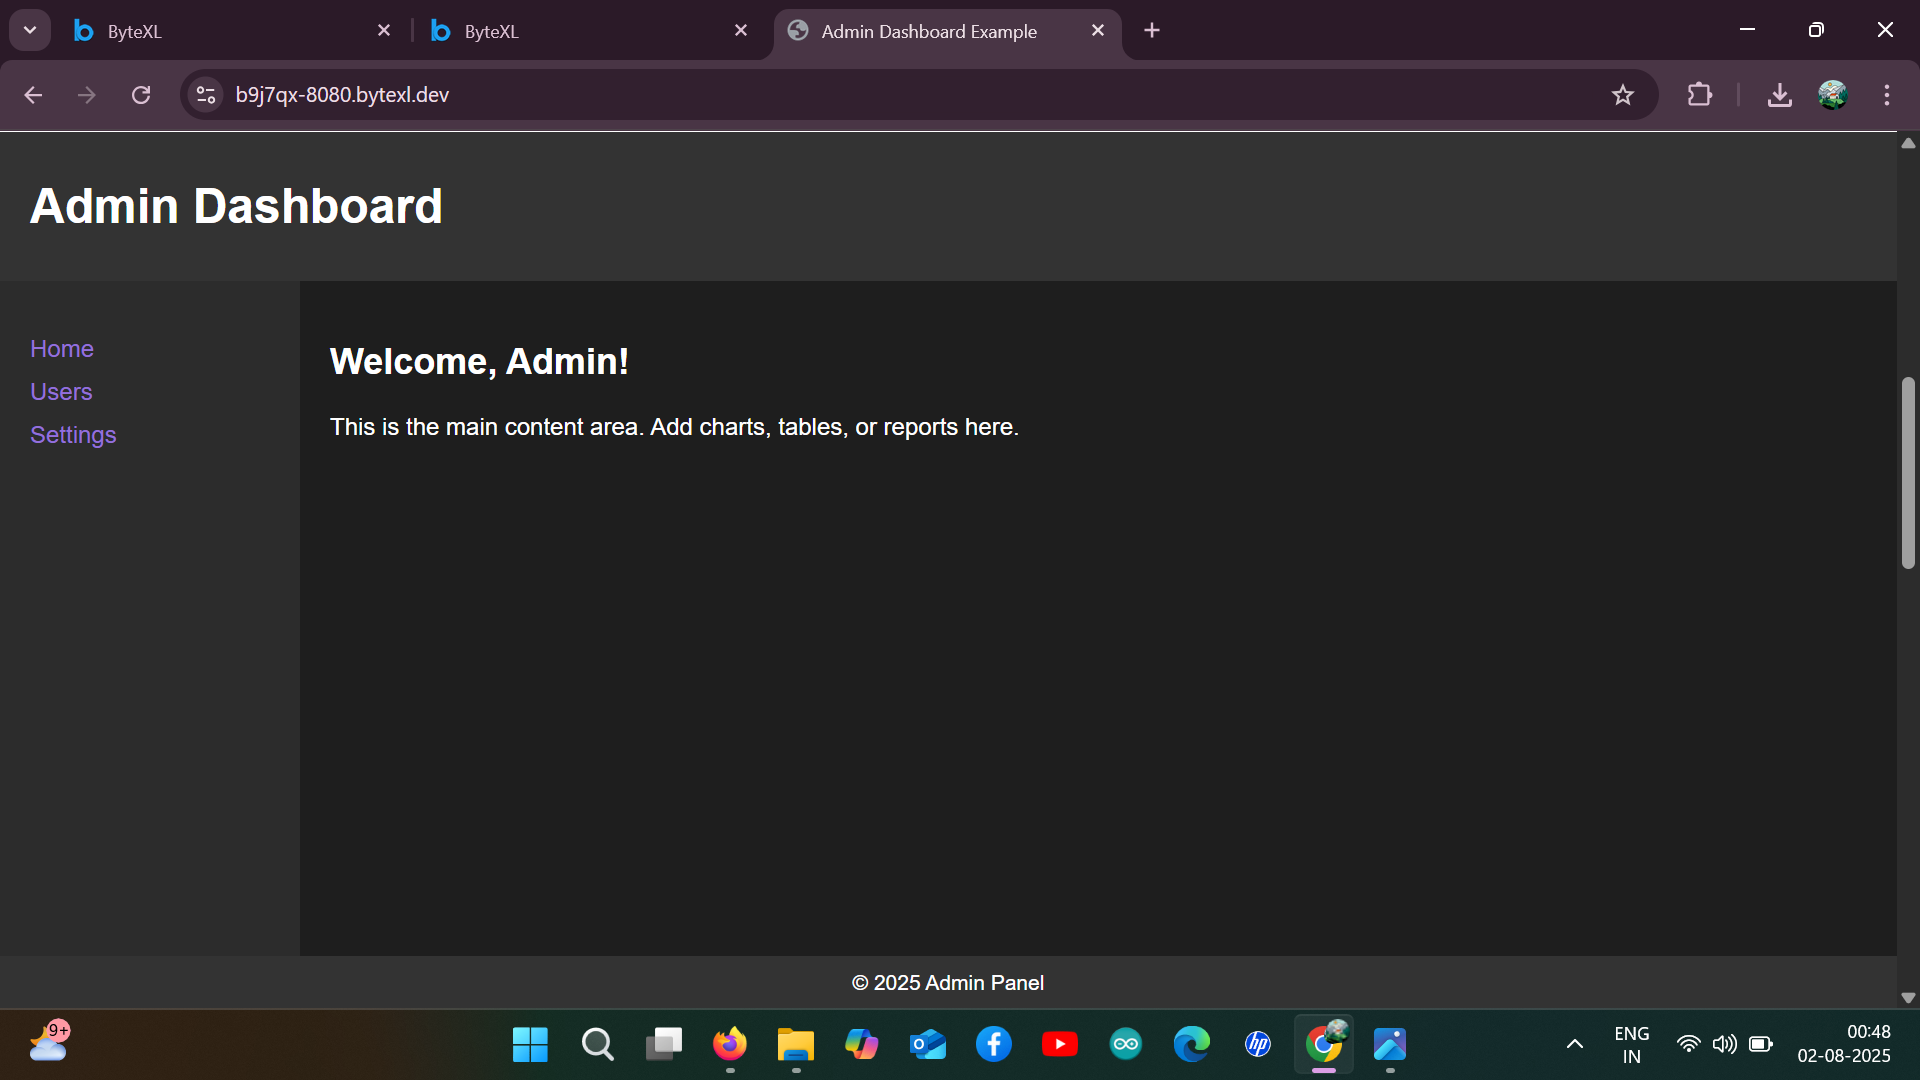 ByteXL
ByteXL
Admin Dashboard Example
b9j7qx-8080.bytexl.dev
Admin Dashboard
Home
Users
Settings
Welcome, Admin!
This is the main content area. Add charts, tables, or reports here.
© 2025 Admin Panel
9+
hp
ENG
IN
00:48
02-08-2025